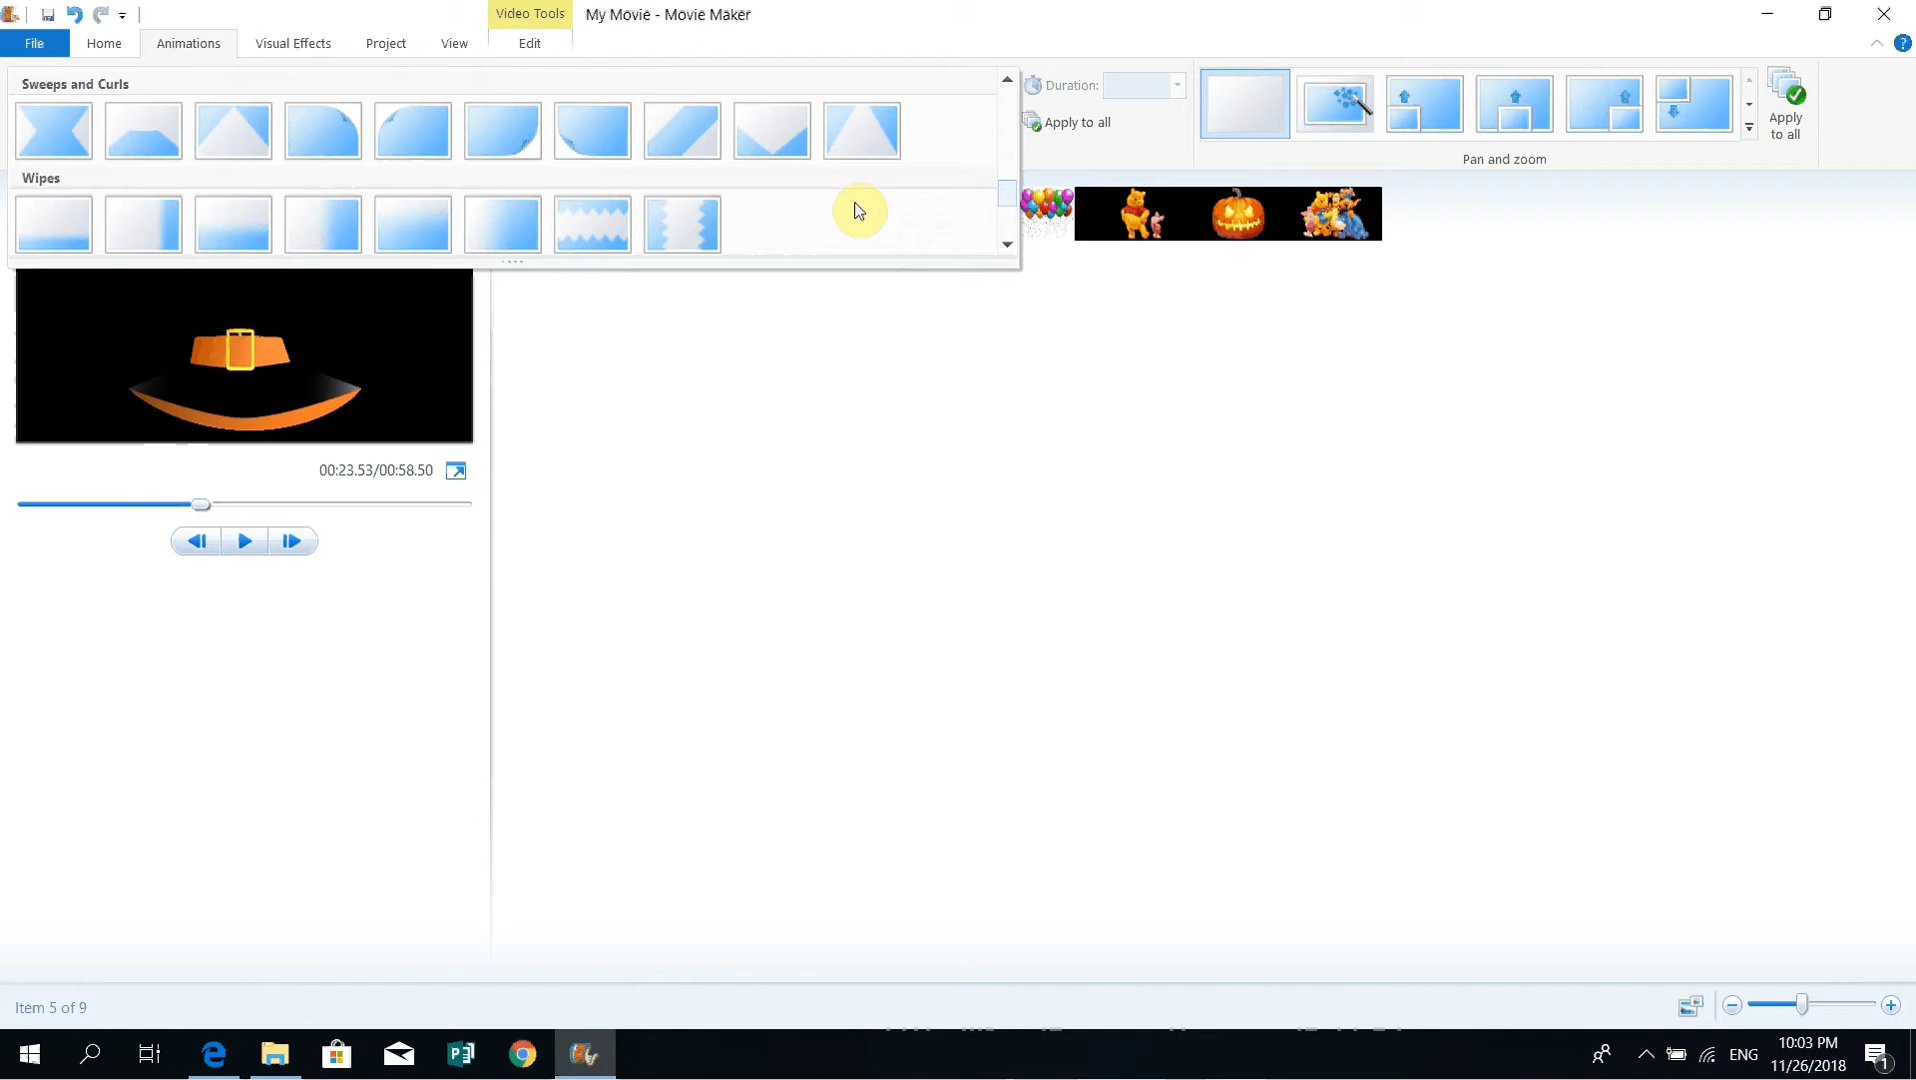 Video Tools
My Movie - Movie Maker
File
Home
Animations
Visual Effects
Project
View
Edit
Sweeps and Curls
Duration:
Apply to all
Apply
to all
Pan and zoom
Wipes
00:23.53/00:58.50
Item 5 of 9
ENG
10:03 PM
11/26/2018
1